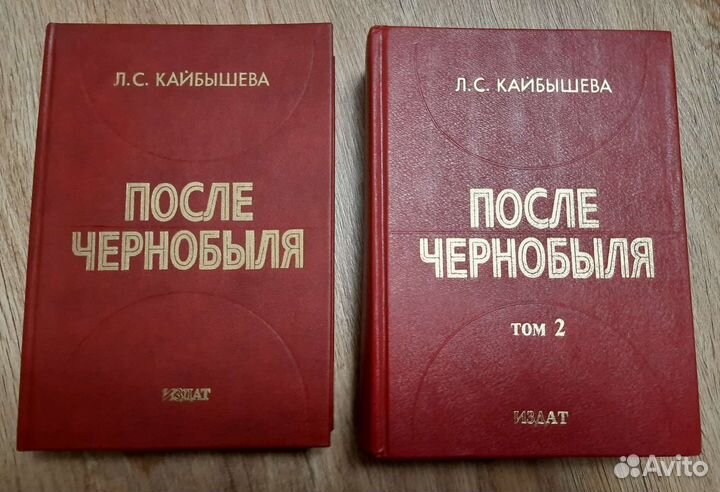 Л.С. КАЙБЫШЕВА
ПОСЛЕ
ЧЕРНОБЫЛЯ
ИЗДАТ
Л.С. КАЙБЫШЕВА
ПОСЛЕ
ЧЕРНОБЫЛЯ
ТОМ 2
ИЗДАТ
Avito